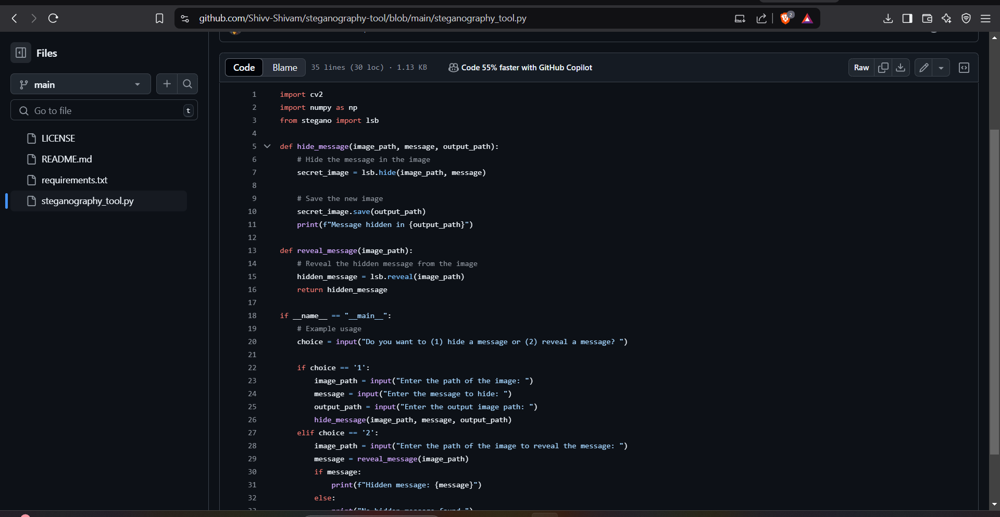 github.com/Shivv-Shivam/steganography-tool/blob/main/steganography_tool.py
2
Files
main
Go to file
t
LICENSE
README.md
requirements.txt
steganography_tool.py
Code
Blame
35 lines (30 loc) · 1.13 KB
Code 55% faster with GitHub Copilot
Raw
1 import cv2
2 import numpy as np
3 from stegano import lsb
4
5 def hide_message(image_path, message, output_path):
6     # Hide the message in the image
7     secret_image = lsb.hide(image_path, message)
8
9     # Save the new image
10     secret_image.save(output_path)
11     print(f"Message hidden in {output_path}")
12
13 def reveal_message(image_path):
14     # Reveal the hidden message from the image
15     hidden_message = lsb.reveal(image_path)
16     return hidden_message
17
18 if __name__ == "__main__":
19     # Example usage
20     choice = input("Do you want to (1) hide a message or (2) reveal a message? ")
21
22     if choice == '1':
23         image_path = input("Enter the path of the image: ")
24         message = input("Enter the message to hide: ")
25         output_path = input("Enter the output image path: ")
26         hide_message(image_path, message, output_path)
27     elif choice == '2':
28         image_path = input("Enter the path of the image to reveal the message: ")
29         message = reveal_message(image_path)
30         if message:
31             print(f"Hidden message: {message}")
32         else:
33             print("No hidden message found.")